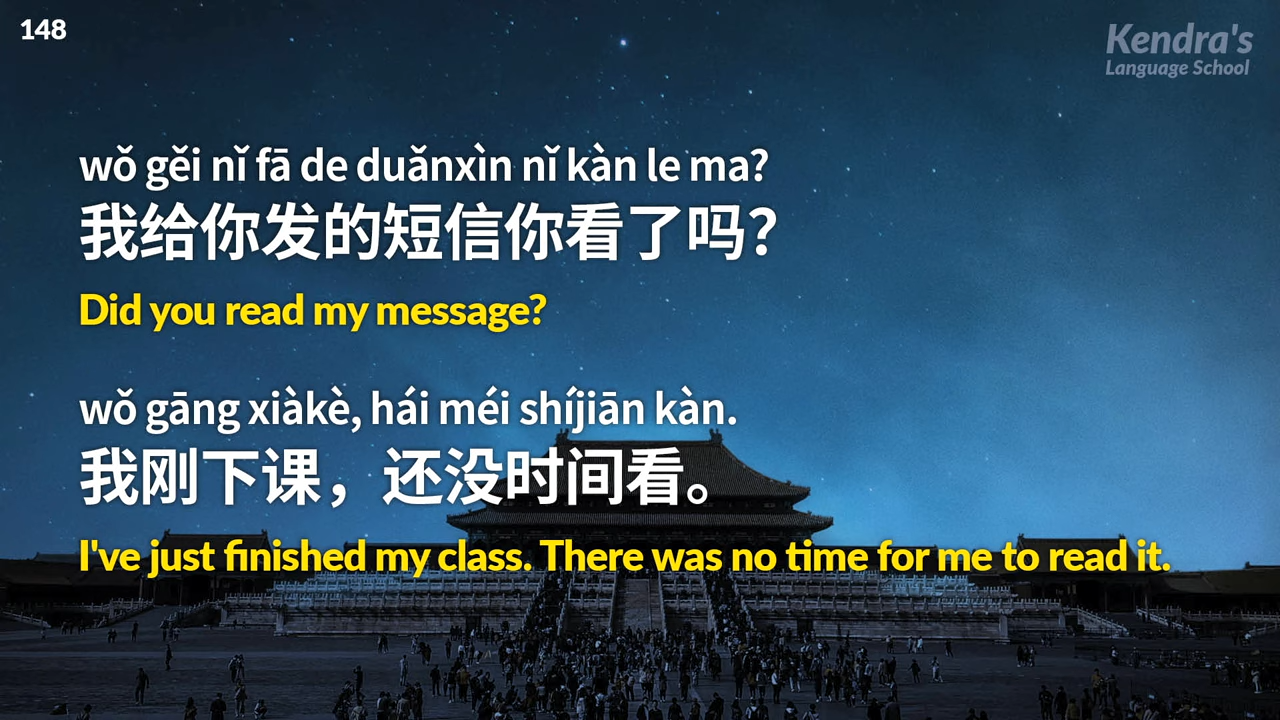 148
Kendra's
Language School
wǒ gěi nǐ fā de duǎnxìn nǐ kàn le ma?
我给你发的短信你看了吗？
Did you read my message?
wǒ gāng xiàkè, hái méi shíjiān kàn.
我刚下课，还没时间看。
I've just finished my class. There was no time for me to read it.